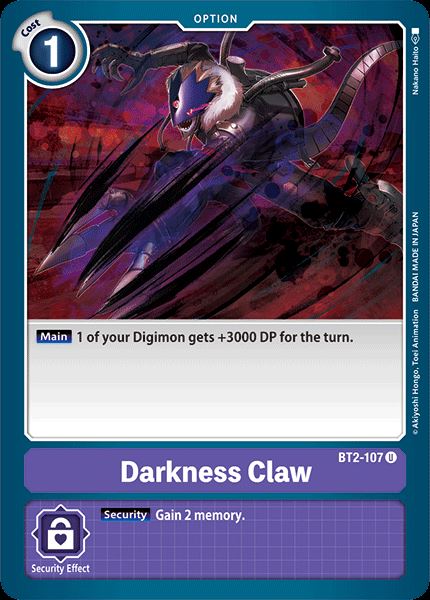 OPTION
Cost
1
Nakano Haito
© Akiyoshi Hongo, Toei Animation BANDAI MADE IN JAPAN
Main 1 of your Digimon gets +3000 DP for the turn.
BT2-107 U
Darkness Claw
Security Gain 2 memory.
Security Effect